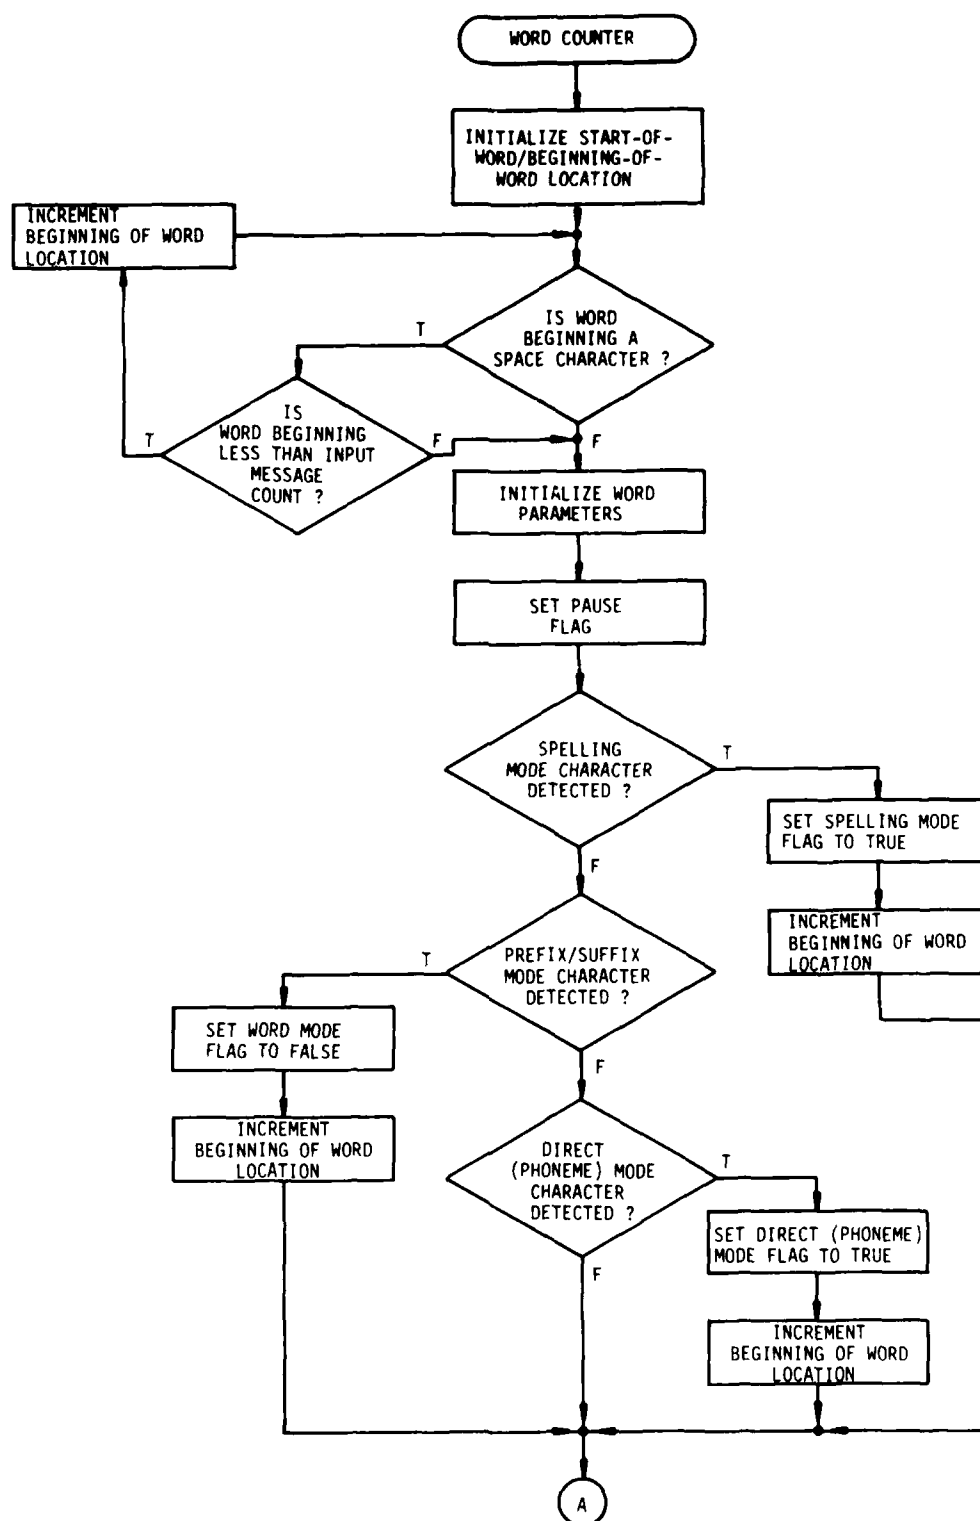 WORD COUNTER
INITIALIZE START-OF-
WORD/BEGINNING-OF-
WORD LOCATION
INCREMENT
BEGINNING OF WORD
LOCATION
IS WORD
BEGINNING A
SPACE CHARACTER ?
T
F
IS
WORD BEGINNING
LESS THAN INPUT
MESSAGE
COUNT ?
T
F
INITIALIZE WORD
PARAMETERS
SET PAUSE
FLAG
SPELLING
MODE CHARACTER
DETECTED ?
T
F
SET SPELLING MODE
FLAG TO TRUE
INCREMENT
BEGINNING OF WORD
LOCATION
PREFIX/SUFFIX
MODE CHARACTER
DETECTED ?
T
F
SET WORD MODE
FLAG TO FALSE
INCREMENT
BEGINNING OF WORD
LOCATION
DIRECT
(PHONEME) MODE
CHARACTER
DETECTED ?
T
F
SET DIRECT (PHONEME)
MODE FLAG TO TRUE
INCREMENT
BEGINNING OF WORD
LOCATION
A